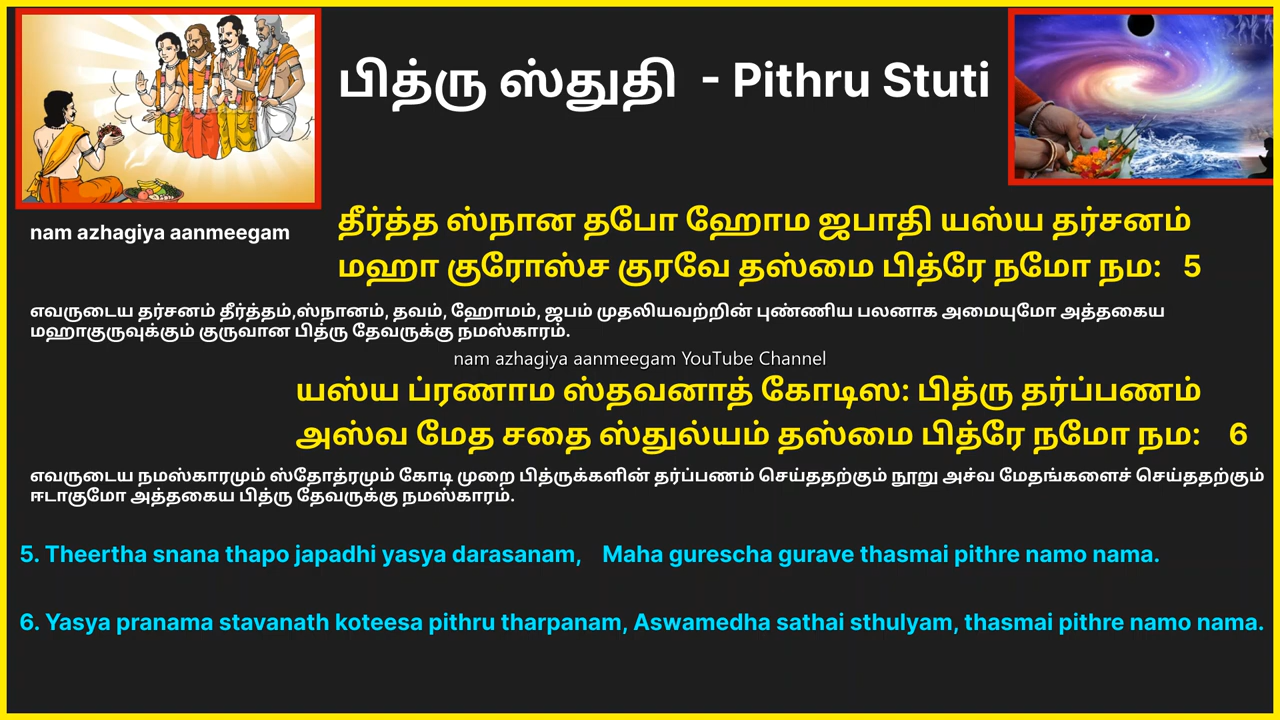 பித்ரு ஸ்துதி - Pithru Stuti
nam azhagiya aanmeegam
தீர்த்த ஸ்நான தபோ ஹோம ஜபாதி யஸ்ய தர்சனம்
மஹா குரோஸ்ச குரவே தஸ்மை பித்ரே நமோ நம: 5
எவருடைய தர்சனம் தீர்த்தம்,ஸ்நானம், தவம், ஹோமம், ஜபம் முதலியவற்றின் புண்ணிய பலனாக அமையுமோ அத்தகைய
மஹாகுருவுக்கும் குருவான பித்ரு தேவருக்கு நமஸ்காரம்.
nam azhagiya aanmeegam YouTube Channel
யஸ்ய ப்ரணாம ஸ்தவனாத் கோடிஸ: பித்ரு தர்ப்பணம்
அஸ்வ மேத சதை ஸ்துல்யம் தஸ்மை பித்ரே நமோ நம: 6
எவருடைய நமஸ்காரமும் ஸ்தோத்ரமும் கோடி முறை பித்ருக்களின் தர்ப்பணம் செய்ததற்கும் நூறு அச்வ மேதங்களைச் செய்ததற்கும்
ஈடாகுமோ அத்தகைய பித்ரு தேவருக்கு நமஸ்காரம்.
5. Theertha snana thapo japadhi yasya darasanam, Maha gurescha gurave thasmai pithre namo nama.
6. Yasya pranama stavanath koteesa pithru tharpanam, Aswamedha sathai sthulyam, thasmai pithre namo nama.